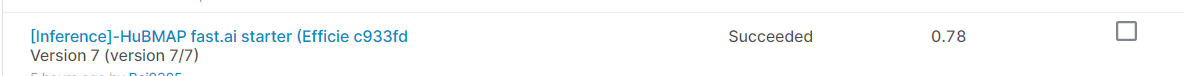 [Inference]-HuBMAP fast.ai starter (Efficie c933fd
Succeeded
0.78
Version 7 (version 7/7)